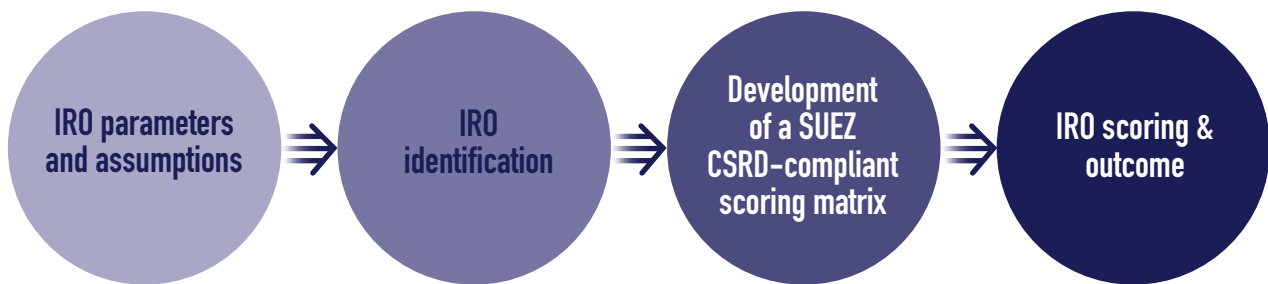 IRO parameters
and assumptions
IRO
identification
Development
of a SUEZ
CSRD-compliant
scoring matrix
IRO scoring &
outcome